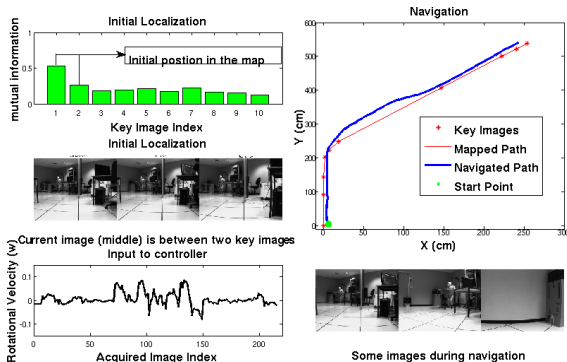 Initial Localization
mutual information
1
0.5
0
Initial postion in the map
1 2 3 4 5 6 7 8 9 10
Key Image Index
Initial Localization
Current image (middle) is between two key images
Input to controller
Rotational Velocity (w)
0.1
0
-0.1
0 50 100 150 200
Acquired Image Index
Navigation
Y (cm)
600
500
400
300
200
100
0
Key Images
Mapped Path
Navigated Path
Start Point
0 50 100 150 200 250 300
X (cm)
Some images during navigation